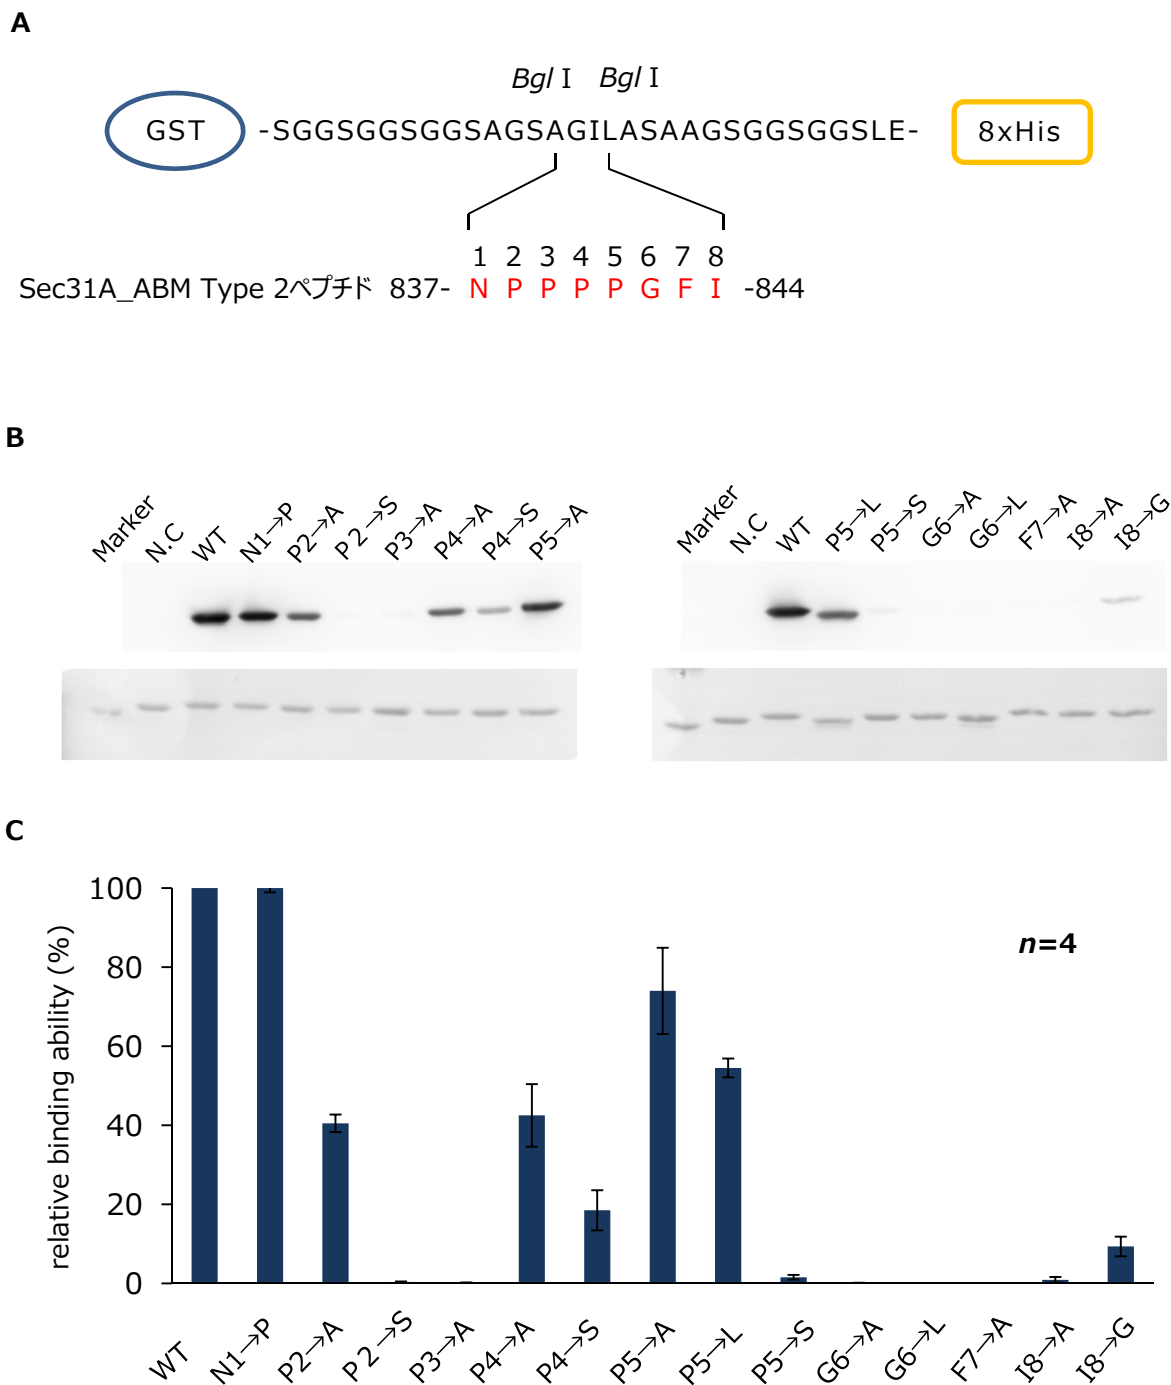 A
Bgl I Bgl I
GST -SGGSGGSGGSAGSAGILASAAGSGGSGGSLE- 8xHis
1 2 3 4 5 6 7 8
Sec31A_ABM Type 2ペプチド 837- N P P P P G F I -844
B
Marker N.C WT N1→P P2→A P2→S P3→A P4→A P4→S P5→A
Marker N.C WT P5→L P5→S G6→A G6→L F7→A I8→A I8→G
C
relative binding ability (%)
100
80
60
40
20
0
n=4
WT N1→P P2→A P2→S P3→A P4→A P4→S P5→A P5→L P5→S G6→A G6→L F7→A I8→A I8→G